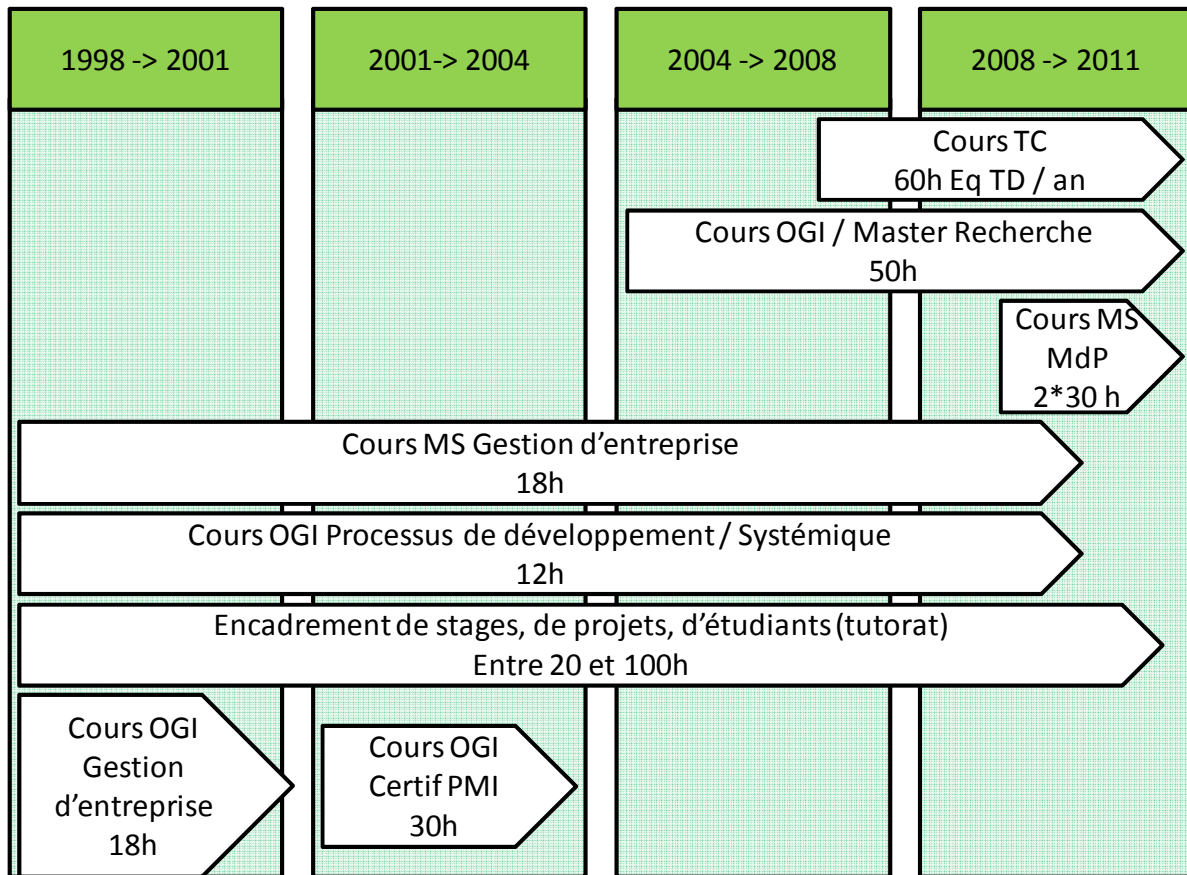 1998 -> 2001
2001-> 2004
2004 -> 2008
2008 -> 2011
Cours TC
60h Eq TD / an
Cours OGI / Master Recherche
50h
Cours MS
MdP
2*30 h
Cours MS Gestion d'entreprise
18h
Cours OGI Processus de développement / Systémique
12h
Encadrement de stages, de projets, d'étudiants (tutorat)
Entre 20 et 100h
Cours OGI
Gestion
d'entreprise
18h
Cours OGI
Certif PMI
30h